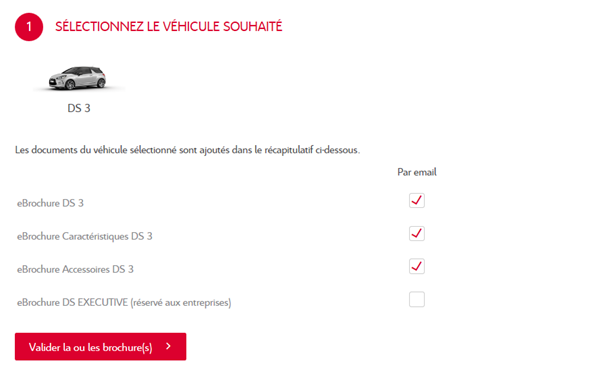 1 SÉLECTIONNEZ LE VÉHICULE SOUHAITÉ
DS 3
Les documents du véhicule sélectionné sont ajoutés dans le récapitulatif ci-dessous.
Par email
eBrochure DS 3
eBrochure Caractéristiques DS 3
eBrochure Accessoires DS 3
eBrochure DS EXECUTIVE (réservé aux entreprises)
Valider la ou les brochure(s)